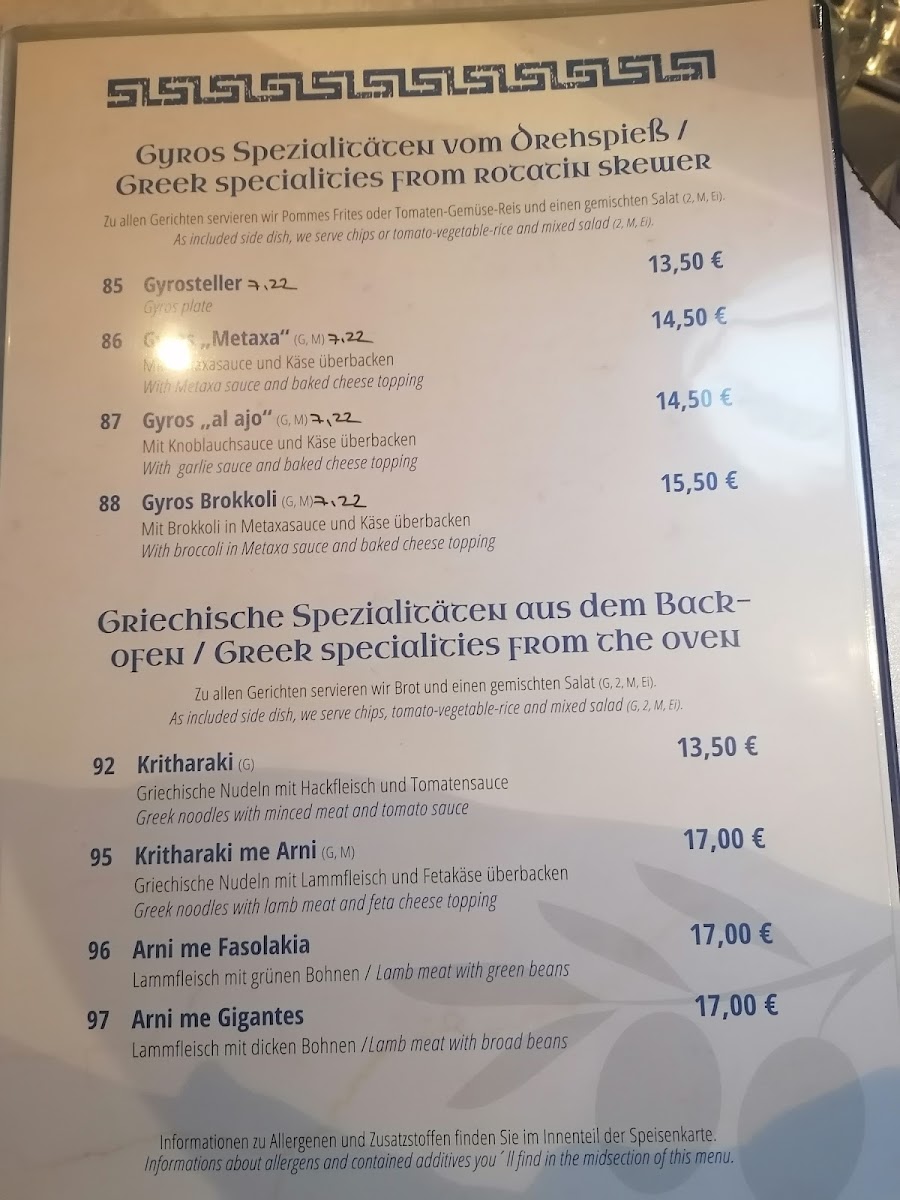 Gyros Spezialitäten vom Drehspieß /
Greek specialities from rotatin skewer
Zu allen Gerichten servieren wir Pommes Frites oder Tomaten-Gemüse-Reis und einen gemischten Salat (2, M, Ei).
As included side dish, we serve chips or tomato-vegetable-rice and mixed salad (2, M, Ei).
85 Gyrosteller 7,22 13,50 €
Gyros plate
86 „Metaxa“ (G, M) 7,22 14,50 €
und Käse überbacken
With Metaxa sauce and baked cheese topping
87 Gyros „al ajo“ (G, M) 7,22 14,50 €
Mit Knoblauchsauce und Käse überbacken
With garlie sauce and baked cheese topping
88 Gyros Brokkoli (G, M) 7,22 15,50 €
Mit Brokkoli in Metaxasauce und Käse überbacken
With broccoli in Metaxa sauce and baked cheese topping
Griechische Spezialitäten aus dem Back-
ofen / Greek specialities from the oven
Zu allen Gerichten servieren wir Brot und einen gemischten Salat (G, 2, M, Ei).
As included side dish, we serve chips, tomato-vegetable-rice and mixed salad (G, 2, M, Ei).
92 Kritharaki (G) 13,50 €
Griechische Nudeln mit Hackfleisch und Tomatensauce
Greek noodles with minced meat and tomato sauce
95 Kritharaki me Arni (G, M) 17,00 €
Griechische Nudeln mit Lammfleisch und Fetakäse überbacken
Greek noodles with lamb meat and feta cheese topping
96 Arni me Fasolakia 17,00 €
Lammfleisch mit grünen Bohnen / Lamb meat with green beans
97 Arni me Gigantes 17,00 €
Lammfleisch mit dicken Bohnen /Lamb meat with broad beans
Informationen zu Allergenen und Zusatzstoffen finden Sie im Innenteil der Speisenkarte.
Informations about allergens and contained additives you´ll find in the midsection of this menu.